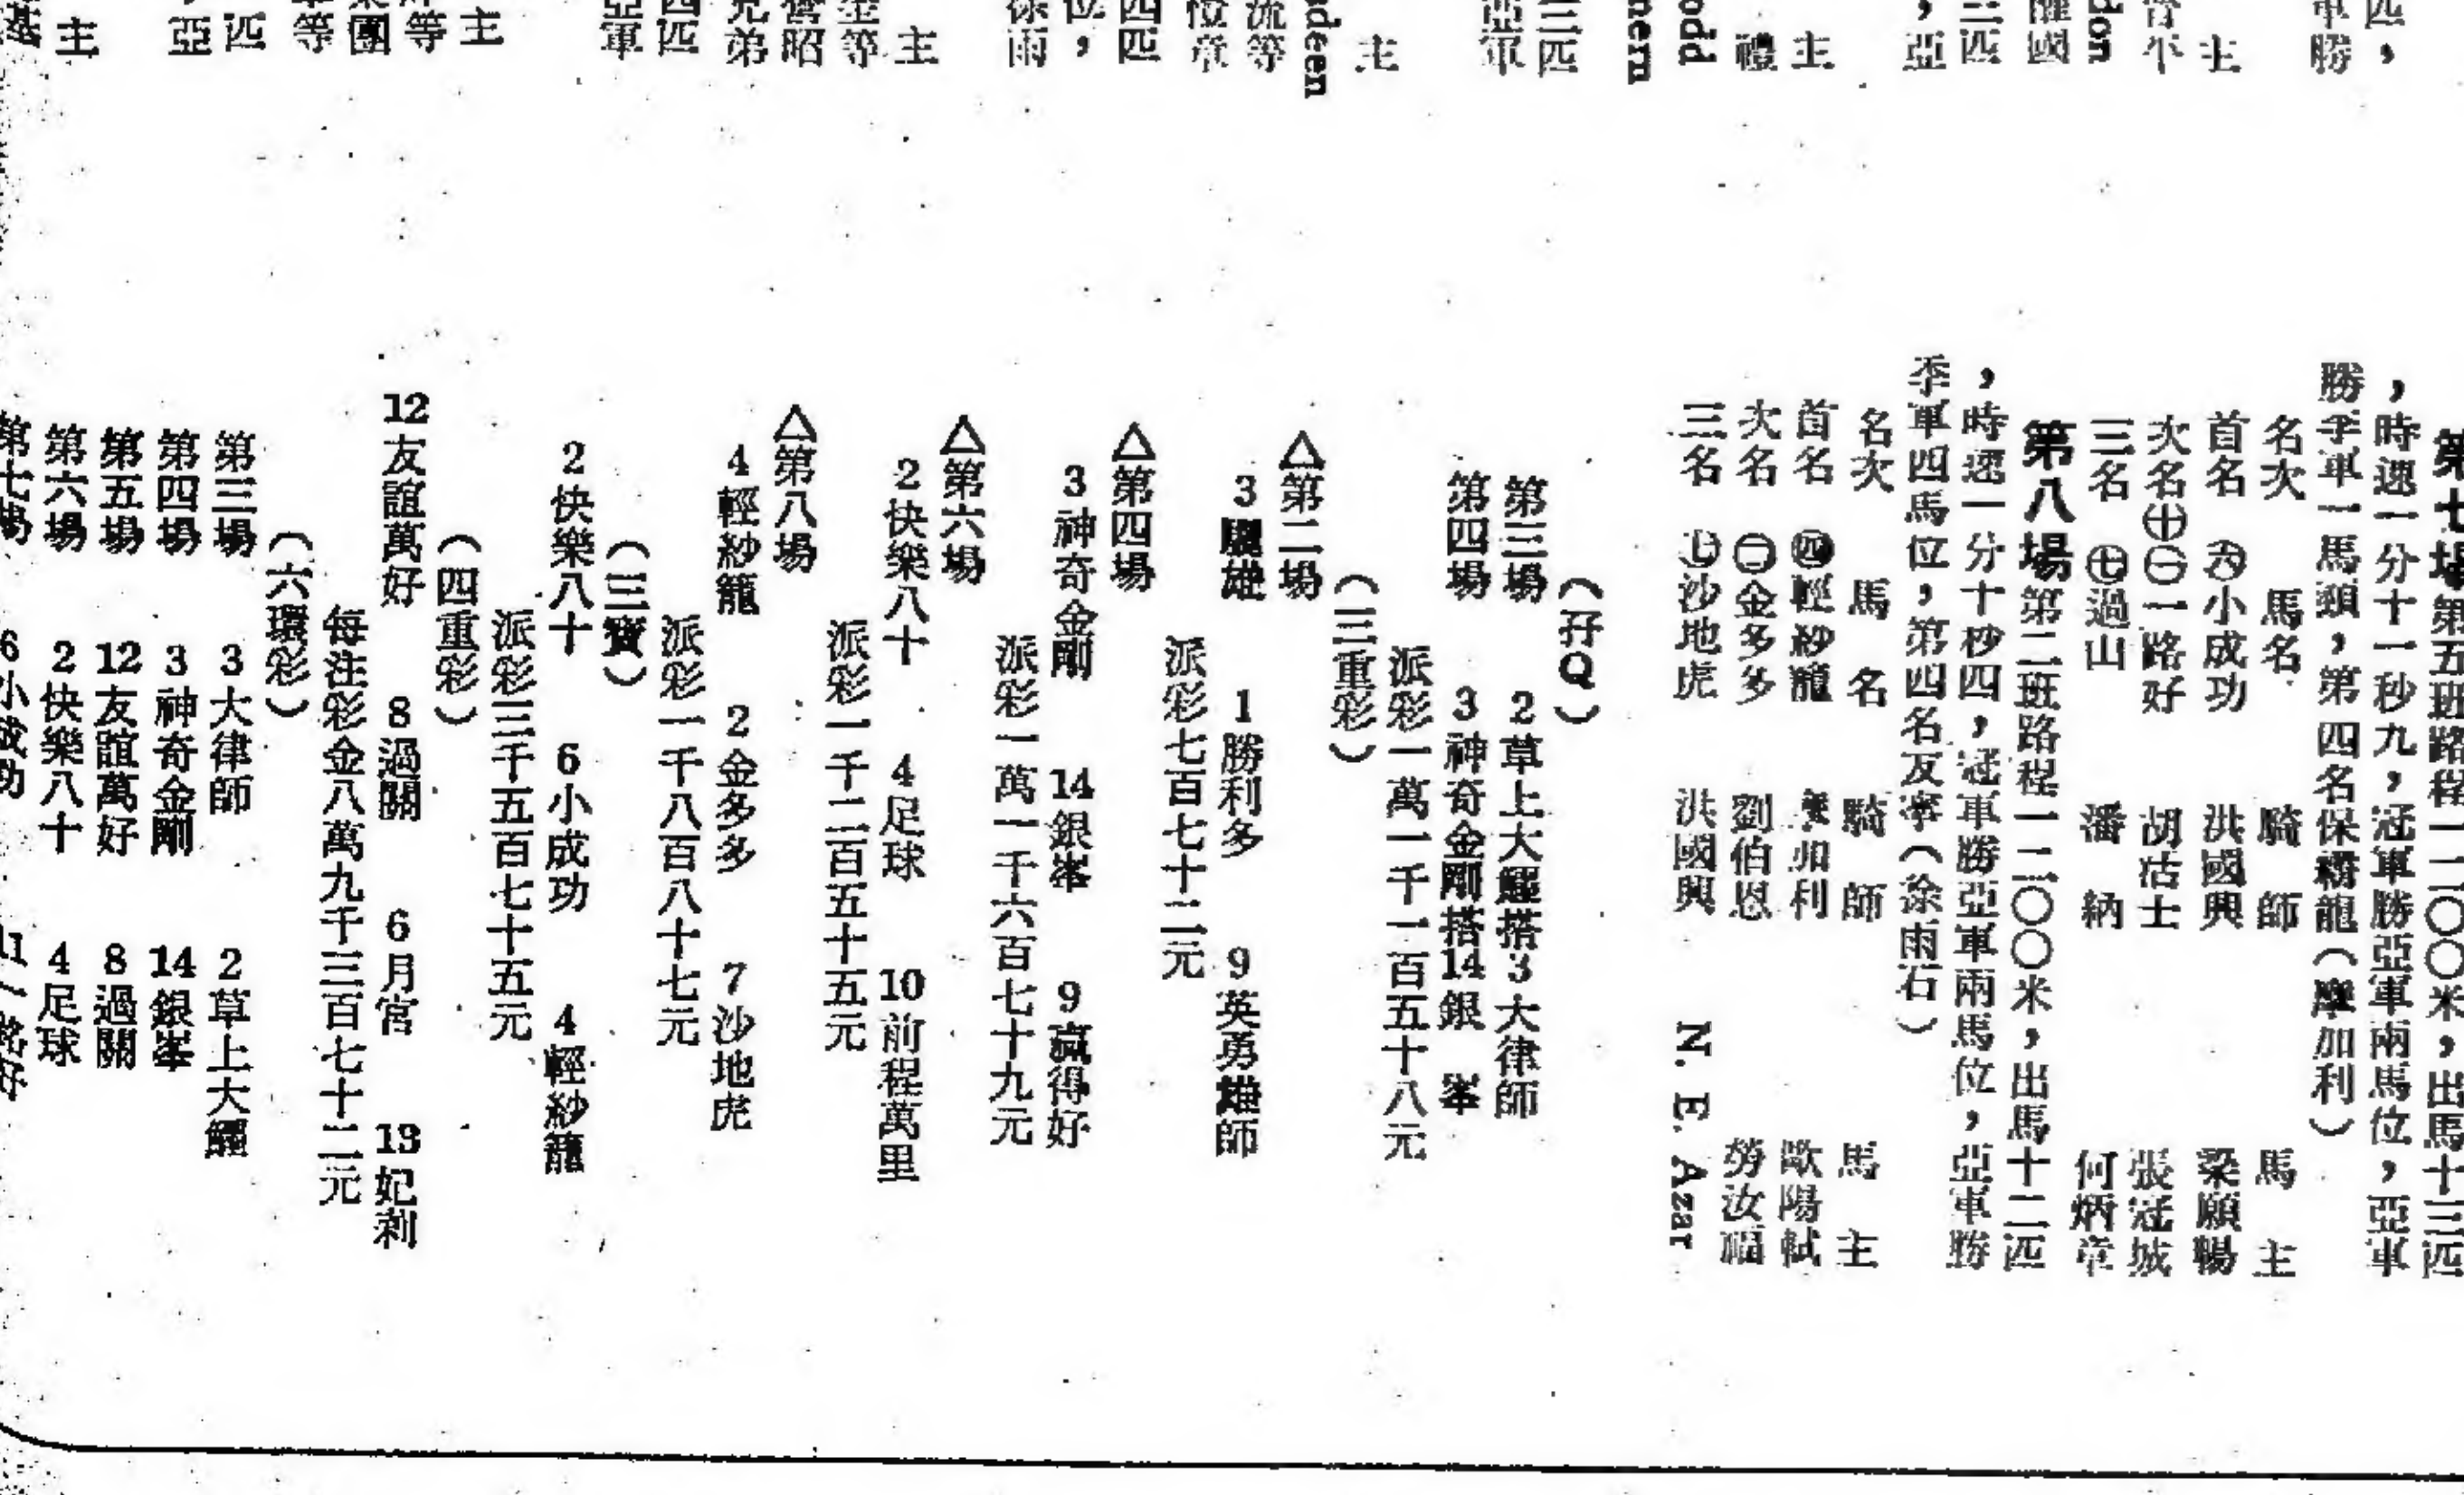 第七場第五班路程一二〇〇米，出馬十三匹
，時速一分十一秒九，冠軍勝亞軍兩馬位，亞軍
勝季軍一馬頸，第四名保霸龍（摩加利）
名次 馬名 騎師 馬主
首名 ㊅小成功 洪國興 梁願暢
次名㊉㊀一路好 胡活士 張冠城
三名 ㊆過山 潘納 何炳章
第八場第二班路程一二〇〇米，出馬十二匹
，時速一分十秒四，冠軍勝亞軍兩馬位，亞軍勝
季軍四馬位，第四名友寧（徐雨石）
名次 馬名 騎師 馬主
首名 ㊃輕紗籠 加利 歐陽軾
次名 ㊁金多多 劉伯恩 勞汝福
三名 ㊆沙地虎 洪國興 N. E. Azar
（孖Q）
第三場 2草上大鱷搭3大律師
第四場 3神奇金剛搭14銀峯
派彩一萬一千一百五十八元
（三重彩）
△第二場
3雄 1勝利多 9英勇雄師
派彩七百七十二元
△第四場
3神奇金剛 14銀峯 9贏得好
派彩一萬一千六百七十九元
△第六場
2快樂八十 4足球 10前程萬里
派彩一千二百五十五元
△第八場
4輕紗籠 2金多多 7沙地虎
派彩一千八百八十七元
（三寶）
2快樂八十 6小成功 4輕紗籠
派彩三千五百七十五元
（四重彩）
12友誼萬好 8過關 6月宮 13妃刺
每注彩金八萬九千三百七十二元
（六環彩）
第三場 3大律師 2草上大鱷
第四場 3神奇金剛 14銀峯
第五場 12友誼萬好 8過關
第六場 2快樂八十 4足球
第七場 6小成功 11一路好